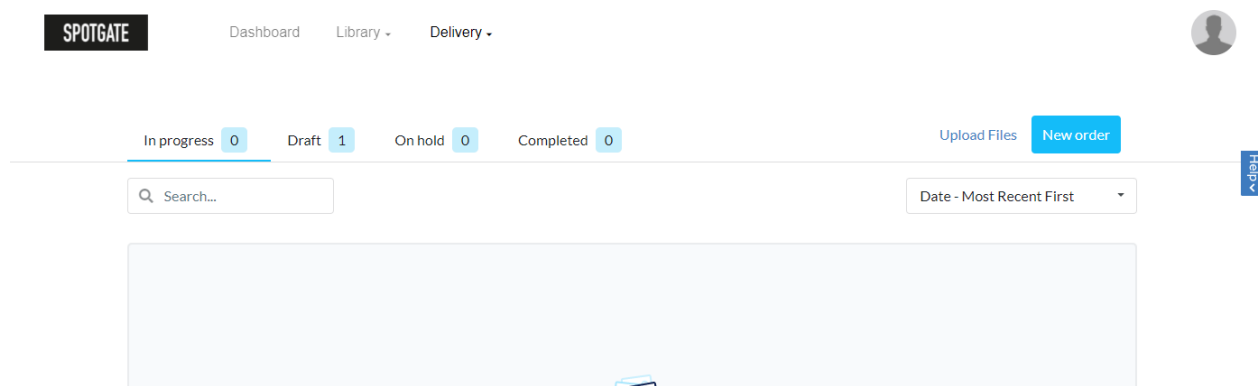 SPOTGATE Dashboard Library Delivery
In progress 0 Draft 1 On hold 0 Completed 0 Upload Files New order
Help
Search... Date - Most Recent First